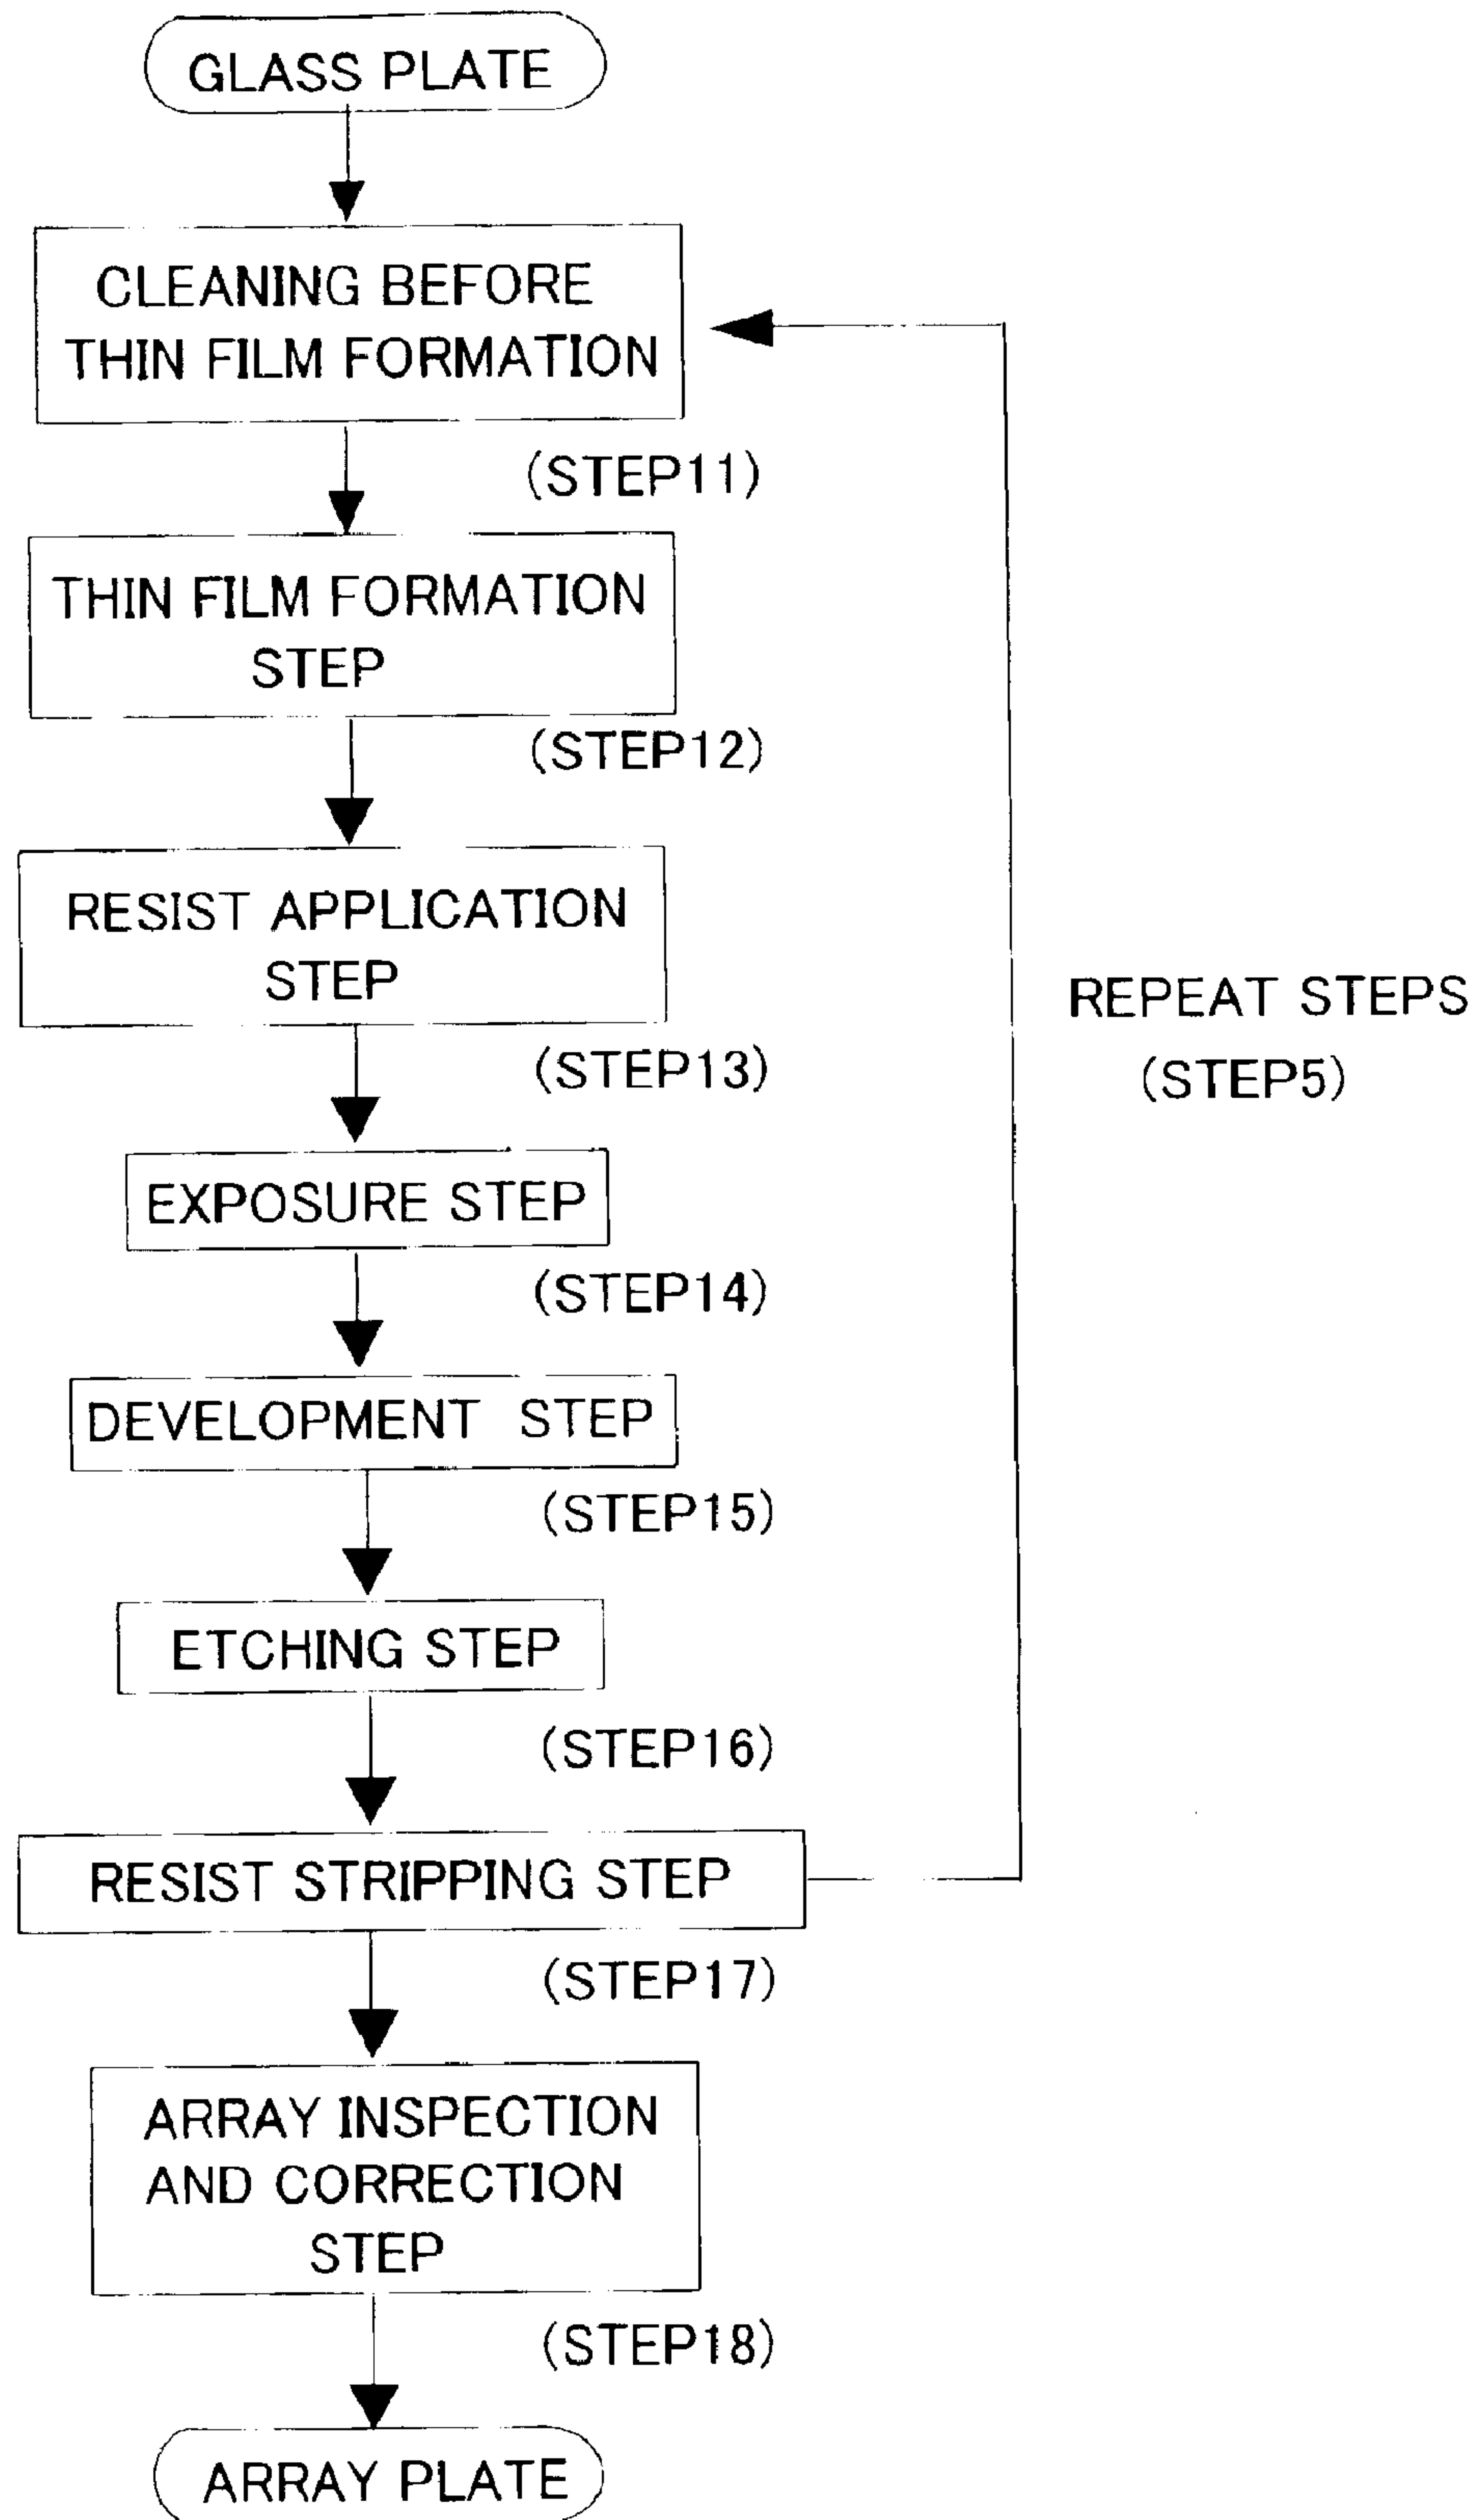 GLASS PLATE
CLEANING BEFORE
THIN FILM FORMATION
(STEP11)
THIN FILM FORMATION
STEP
(STEP12)
RESIST APPLICATION
STEP
REPEAT STEPS
(STEP5)
(STEP13)
EXPOSURE STEP
(STEP14)
DEVELOPMENT STEP
(STEP15)
ETCHING STEP
(STEP16)
RESIST STRIPPING STEP
(STEP17)
ARRAY INSPECTION
AND CORRECTION
STEP
(STEP18)
ARRAY PLATE